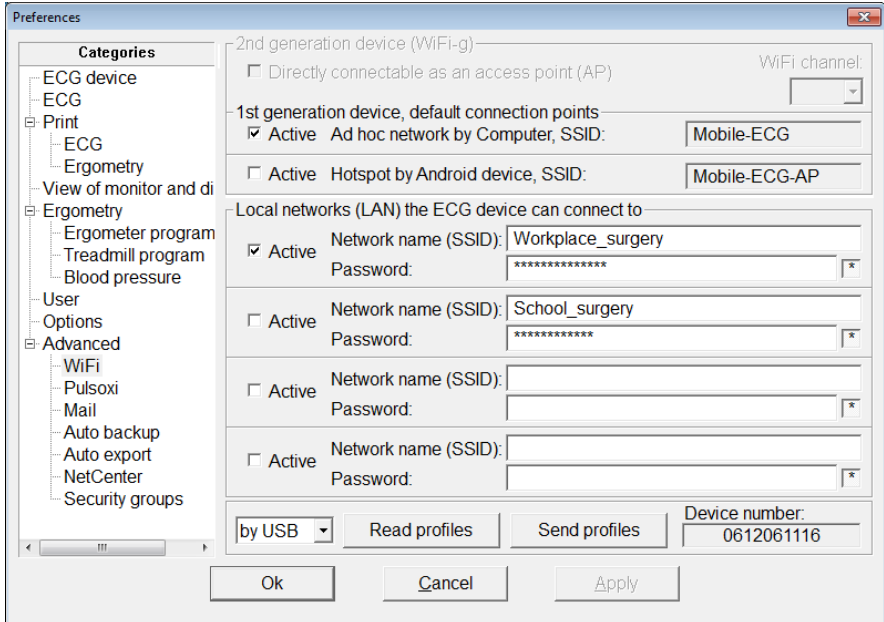 Preferences
Categories
ECG device
ECG
Print
ECG
Ergometry
View of monitor and di
Ergometry
Ergometer program
Treadmill program
Blood pressure
User
Options
Advanced
WiFi
Pulsoxi
Mail
Auto backup
Auto export
NetCenter
Security groups
2nd generation device (WiFi-g)
Directly connectable as an access point (AP)
WiFi channel:
1st generation device, default connection points
Active Ad hoc network by Computer, SSID: Mobile-ECG
Active Hotspot by Android device, SSID: Mobile-ECG-AP
Local networks (LAN) the ECG device can connect to
Active
Network name (SSID): Workplace_surgery
Password: ************** *
Active
Network name (SSID): School_surgery
Password: ************ *
Active
Network name (SSID):
Password: *
Active
Network name (SSID):
Password: *
by USB Read profiles Send profiles
Device number:
0612061116
Ok Cancel Apply